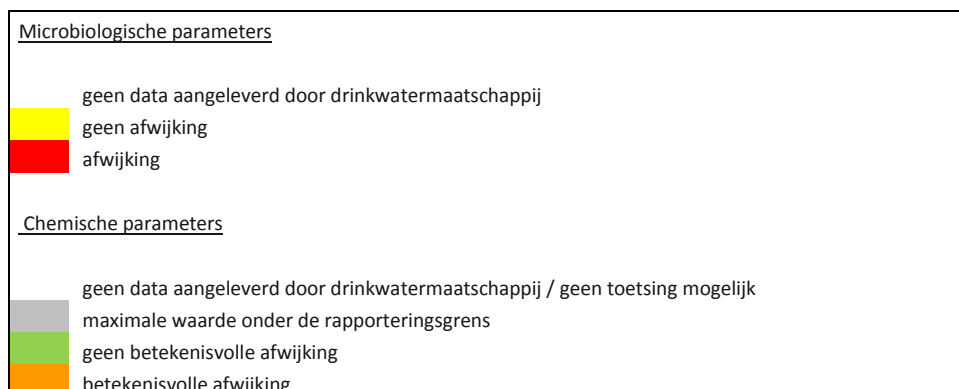 Microbiologische parameters
geen data aangeleverd door drinkwatermaatschappij
geen afwijking
afwijking
Chemische parameters
geen data aangeleverd door drinkwatermaatschappij / geen toetsing mogelijk
maximale waarde onder de rapporteringsgrens
geen betekenisvolle afwijking
betekenisvolle afwijking